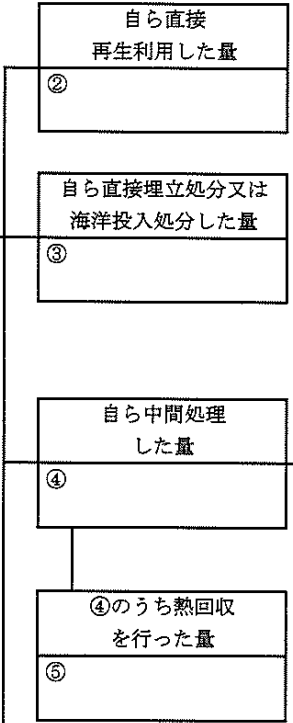 自ら直接
再生利用した量
②
自ら直接埋立処分又は
海洋投入処分した量
③
自ら中間処理
した量
④
④のうち熱回収
を行った量
⑤